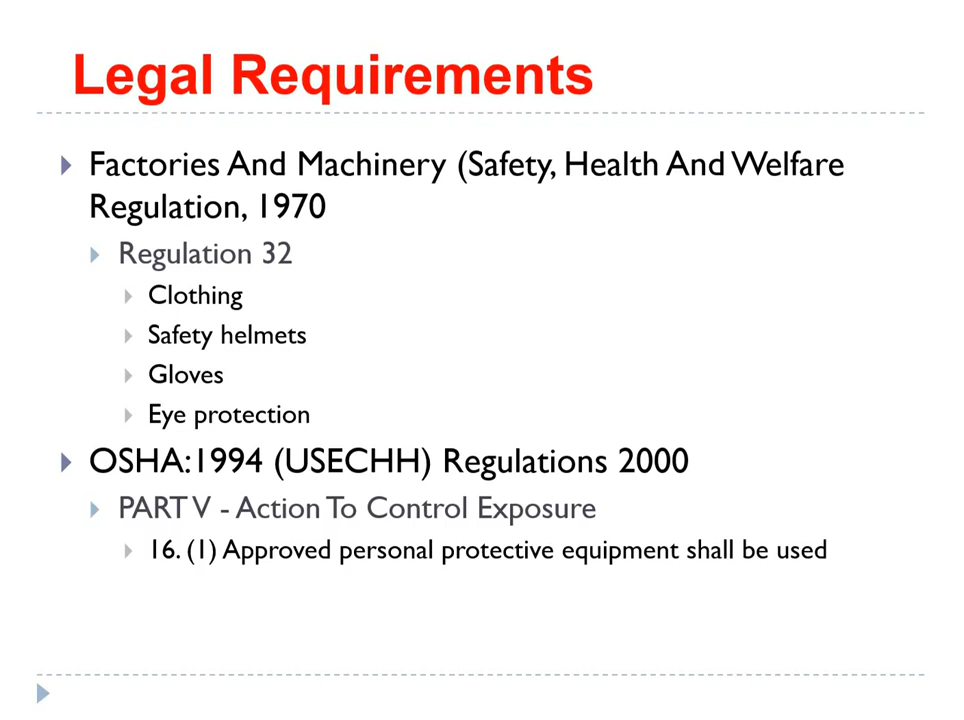 Legal Requirements
Factories And Machinery (Safety, Health And Welfare
Regulation, 1970
Regulation 32
Clothing
Safety helmets
Gloves
Eye protection
OSHA:1994 (USECHH) Regulations 2000
PART V - Action To Control Exposure
16. (1) Approved personal protective equipment shall be used